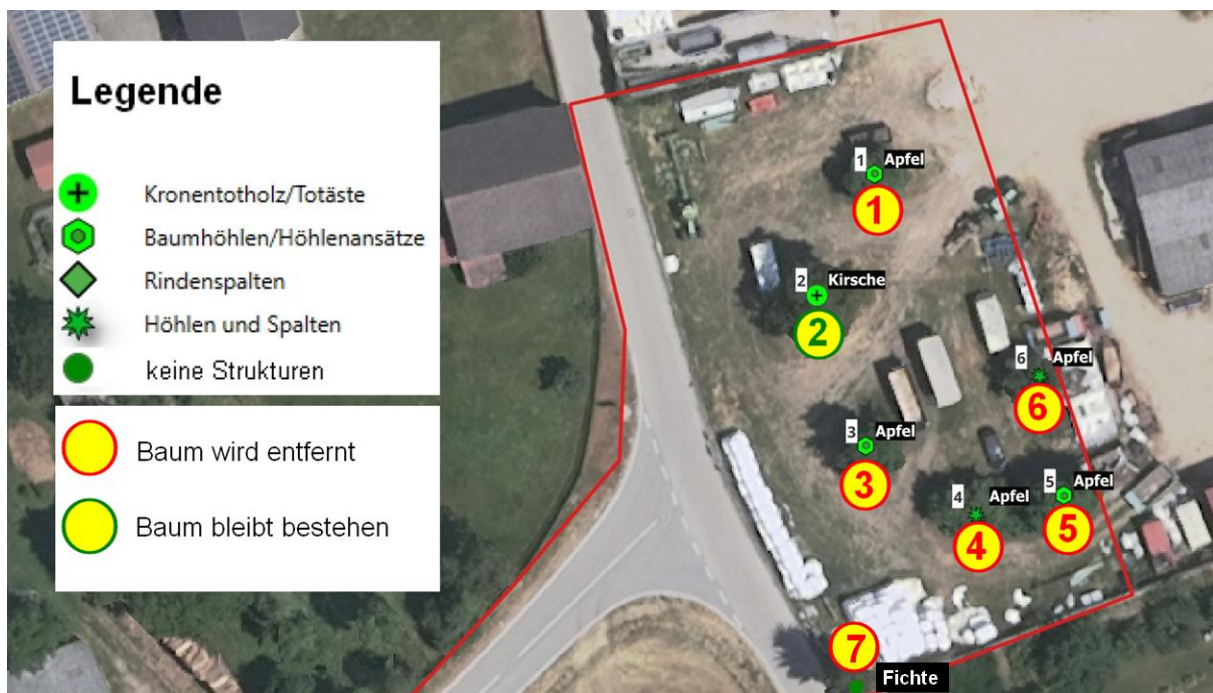 Legende
Kronentotholz/Totäste
Baumhöhlen/Höhlenansätze
Rindenspalten
Höhlen und Spalten
keine Strukturen
Baum wird entfernt
Baum bleibt bestehen
1 Apfel
1
2 Kirsche
2
6 Apfel
6
3 Apfel
3
4 Apfel
4
5 Apfel
5
7
Fichte